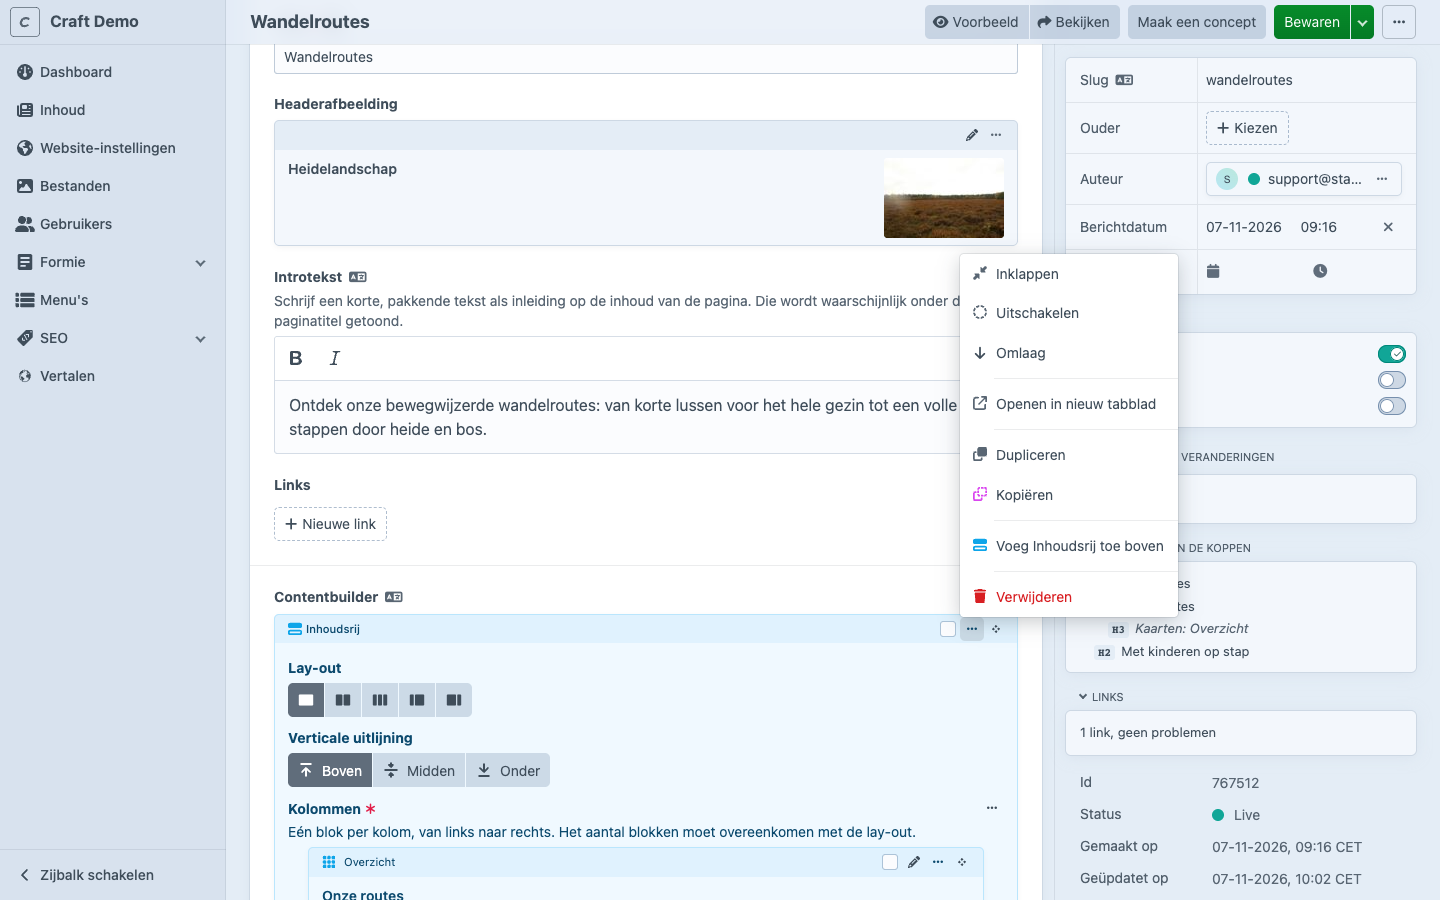 C
Craft Demo
Dashboard
Inhoud
Website-instellingen
Bestanden
Gebruikers
Formie
Menu's
SEO
Vertalen
Zijbalk schakelen
Wandelroutes
Voorbeeld
Bekijken
Maak een concept
Bewaren
Wandelroutes
Headerafbeelding
Heidelandschap
Introtekst
Schrijf een korte, pakkende tekst als inleiding op de inhoud van de pagina. Die wordt waarschijnlijk onder d
paginatitel getoond.
B I
Ontdek onze bewegwijzerde wandelroutes: van korte lussen voor het hele gezin tot een volle
stappen door heide en bos.
Links
Nieuwe link
Contentbuilder
Inhoudsrij
Lay-out
Verticale uitlijning
Boven
Midden
Onder
Kolommen *
Eén blok per kolom, van links naar rechts. Het aantal blokken moet overeenkomen met de lay-out.
Overzicht
Onze routes
Inklappen
Uitschakelen
Omlaag
Openen in nieuw tabblad
Dupliceren
Kopiëren
Voeg Inhoudsrij toe boven
Verwijderen
Slug
wandelroutes
Ouder
Kiezen
Auteur
S
support@sta...
Berichtdatum
07-11-2026 09:16
VERANDERINGEN
N DE KOPPEN
es
tes
H3 Kaarten: Overzicht
H2 Met kinderen op stap
LINKS
1 link, geen problemen
Id 767512
Status Live
Gemaakt op 07-11-2026, 09:16 CET
Geüpdatet op 07-11-2026, 10:02 CET